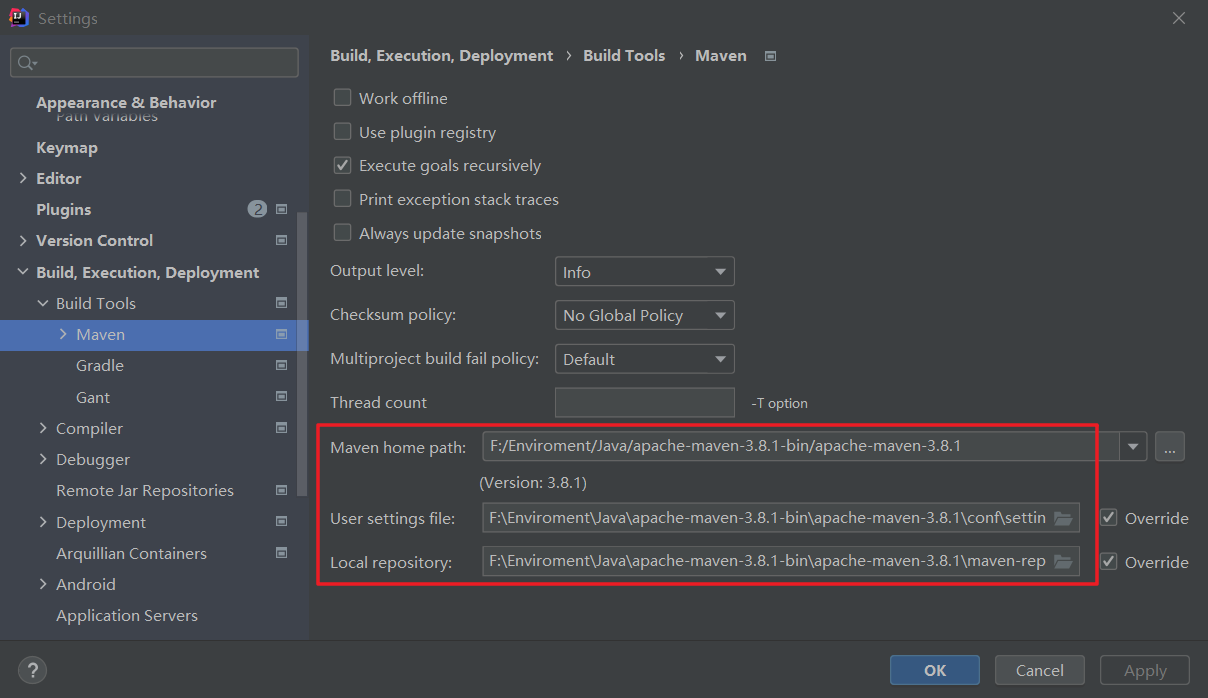 Settings
Appearance & Behavior
Path Variables
Keymap
Editor
Plugins 2
Version Control
Build, Execution, Deployment
Build Tools
Maven
Gradle
Gant
Compiler
Debugger
Remote Jar Repositories
Deployment
Arquillian Containers
Android
Application Servers
Build, Execution, Deployment › Build Tools › Maven
Work offline
Use plugin registry
Execute goals recursively
Print exception stack traces
Always update snapshots
Output level: Info
Checksum policy: No Global Policy
Multiproject build fail policy: Default
Thread count -T option
Maven home path: F:/Enviroment/Java/apache-maven-3.8.1-bin/apache-maven-3.8.1 ...
(Version: 3.8.1)
User settings file: F:\Enviroment\Java\apache-maven-3.8.1-bin\apache-maven-3.8.1\conf\settin Override
Local repository: F:\Enviroment\Java\apache-maven-3.8.1-bin\apache-maven-3.8.1\maven-rep Override
? OK Cancel Apply